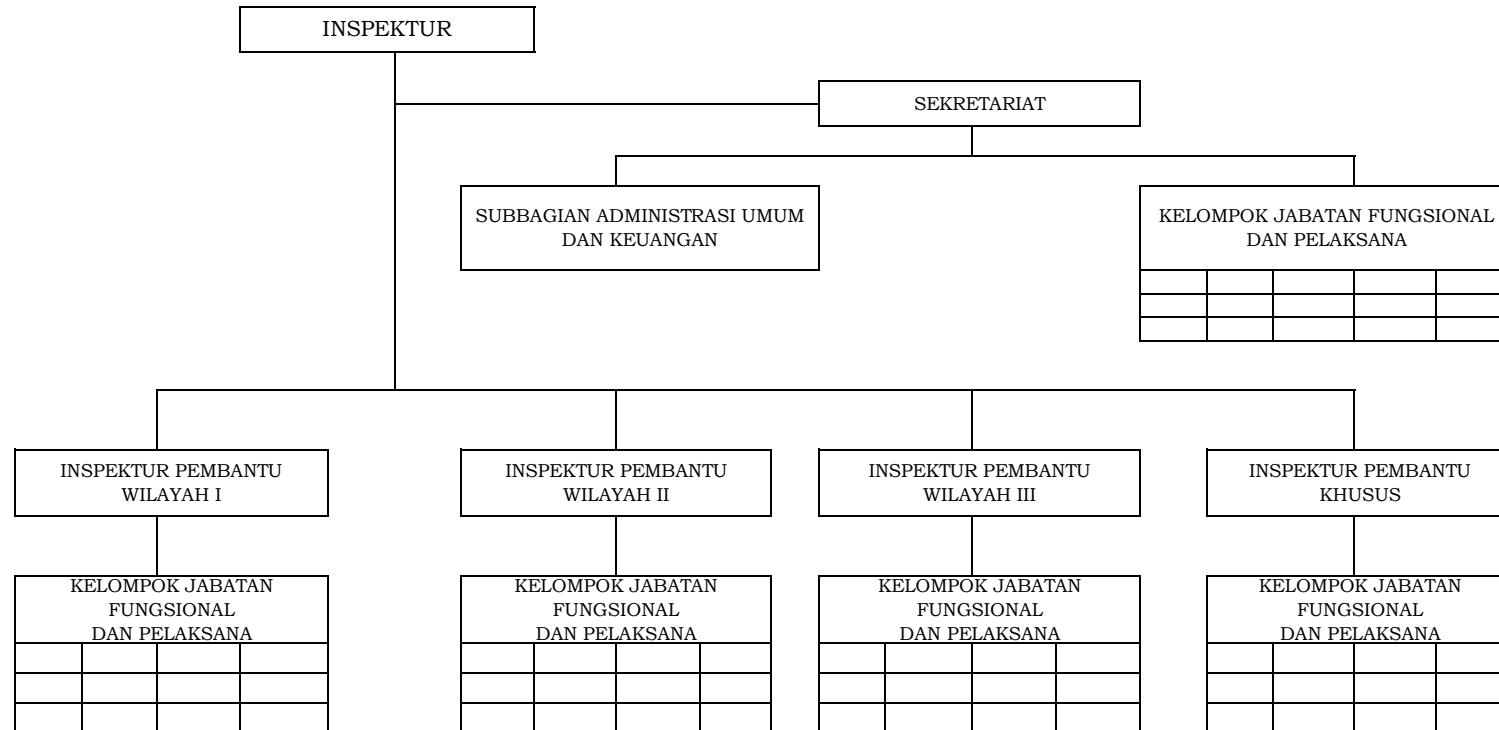 INSPEKTUR
SEKRETARIAT
SUBBAGIAN ADMINISTRASI UMUM
DAN KEUANGAN
KELOMPOK JABATAN FUNGSIONAL
DAN PELAKSANA
INSPEKTUR PEMBANTU
WILAYAH I
INSPEKTUR PEMBANTU
WILAYAH II
INSPEKTUR PEMBANTU
WILAYAH III
INSPEKTUR PEMBANTU
KHUSUS
KELOMPOK JABATAN
FUNGSIONAL
DAN PELAKSANA
KELOMPOK JABATAN
FUNGSIONAL
DAN PELAKSANA
KELOMPOK JABATAN
FUNGSIONAL
DAN PELAKSANA
KELOMPOK JABATAN
FUNGSIONAL
DAN PELAKSANA